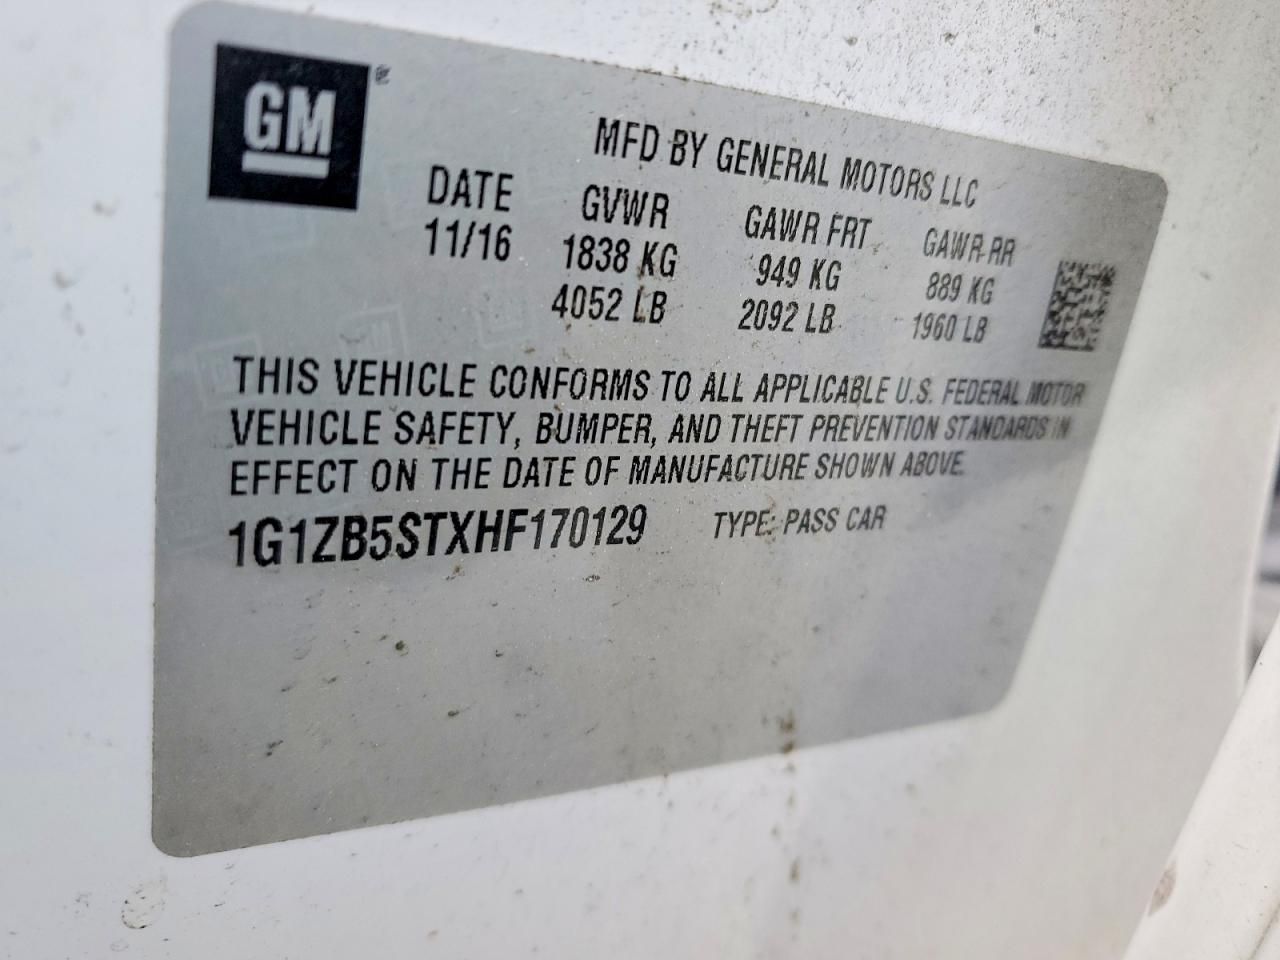 GM
MFD BY GENERAL MOTORS LLC
DATE GVWR GAWR FRT GAWR RR
11/16 1838 KG 949 KG 889 KG
4052 LB 2092 LB 1960 LB
THIS VEHICLE CONFORMS TO ALL APPLICABLE U.S. FEDERAL MOTOR
VEHICLE SAFETY, BUMPER, AND THEFT PREVENTION STANDARDS IN
EFFECT ON THE DATE OF MANUFACTURE SHOWN ABOVE.
1G1ZB5STXHF170129 TYPE: PASS CAR